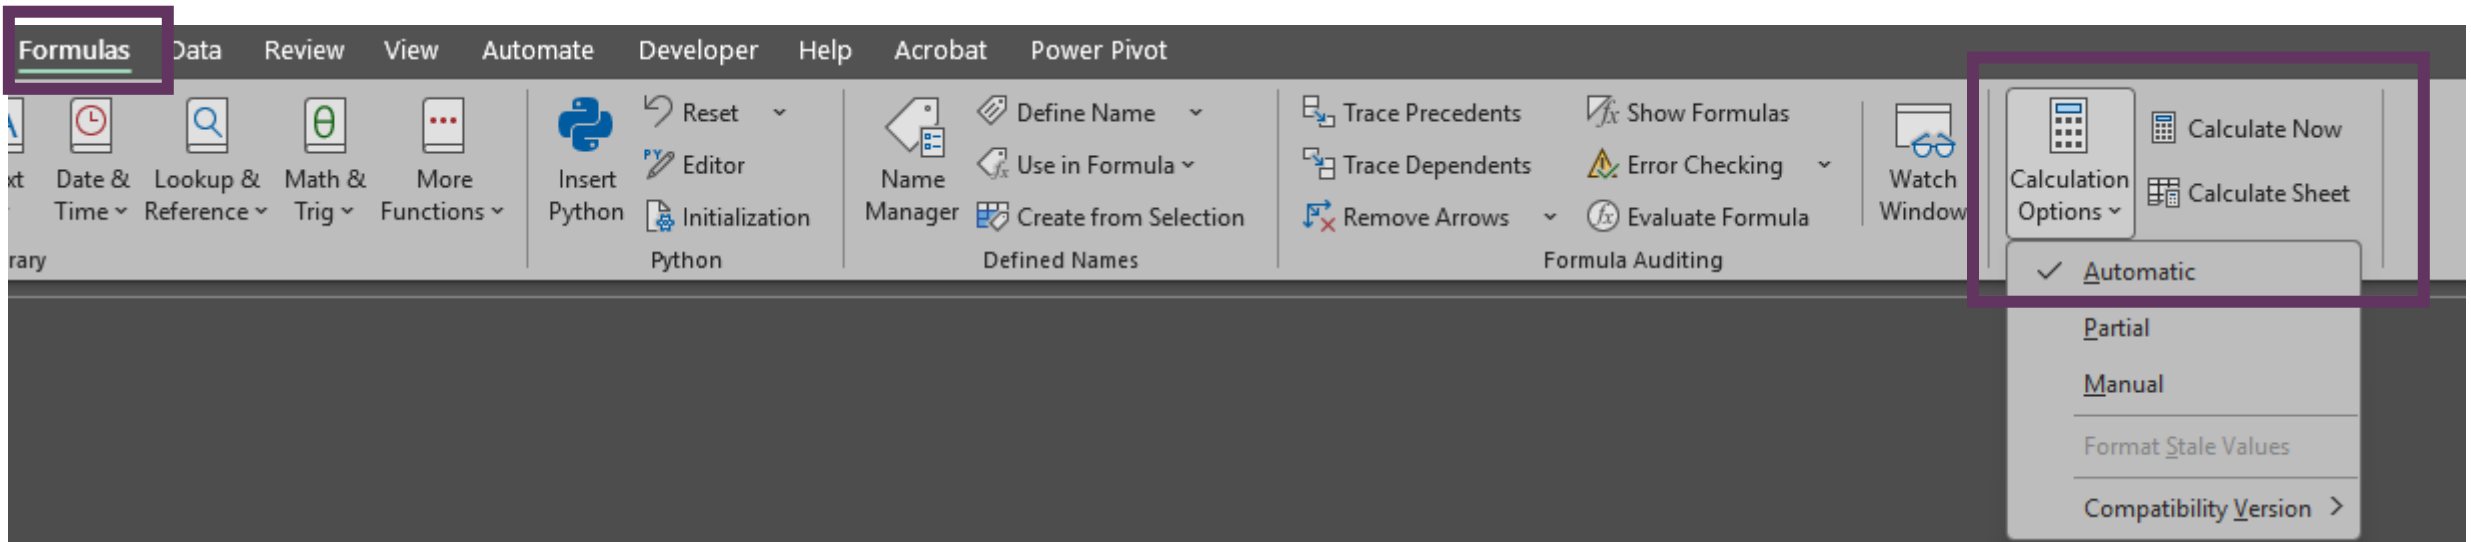 Formulas Data Review View Automate Developer Help Acrobat Power Pivot
Date & Time
Lookup & Reference
Math & Trig
More Functions
Insert Python
Reset
Editor
Initialization
Python
Name Manager
Define Name
Use in Formula
Create from Selection
Defined Names
Trace Precedents
Trace Dependents
Remove Arrows
Show Formulas
Error Checking
Evaluate Formula
Formula Auditing
Watch Window
Calculation Options
Calculate Now
Calculate Sheet
Automatic
Partial
Manual
Format Stale Values
Compatibility Version